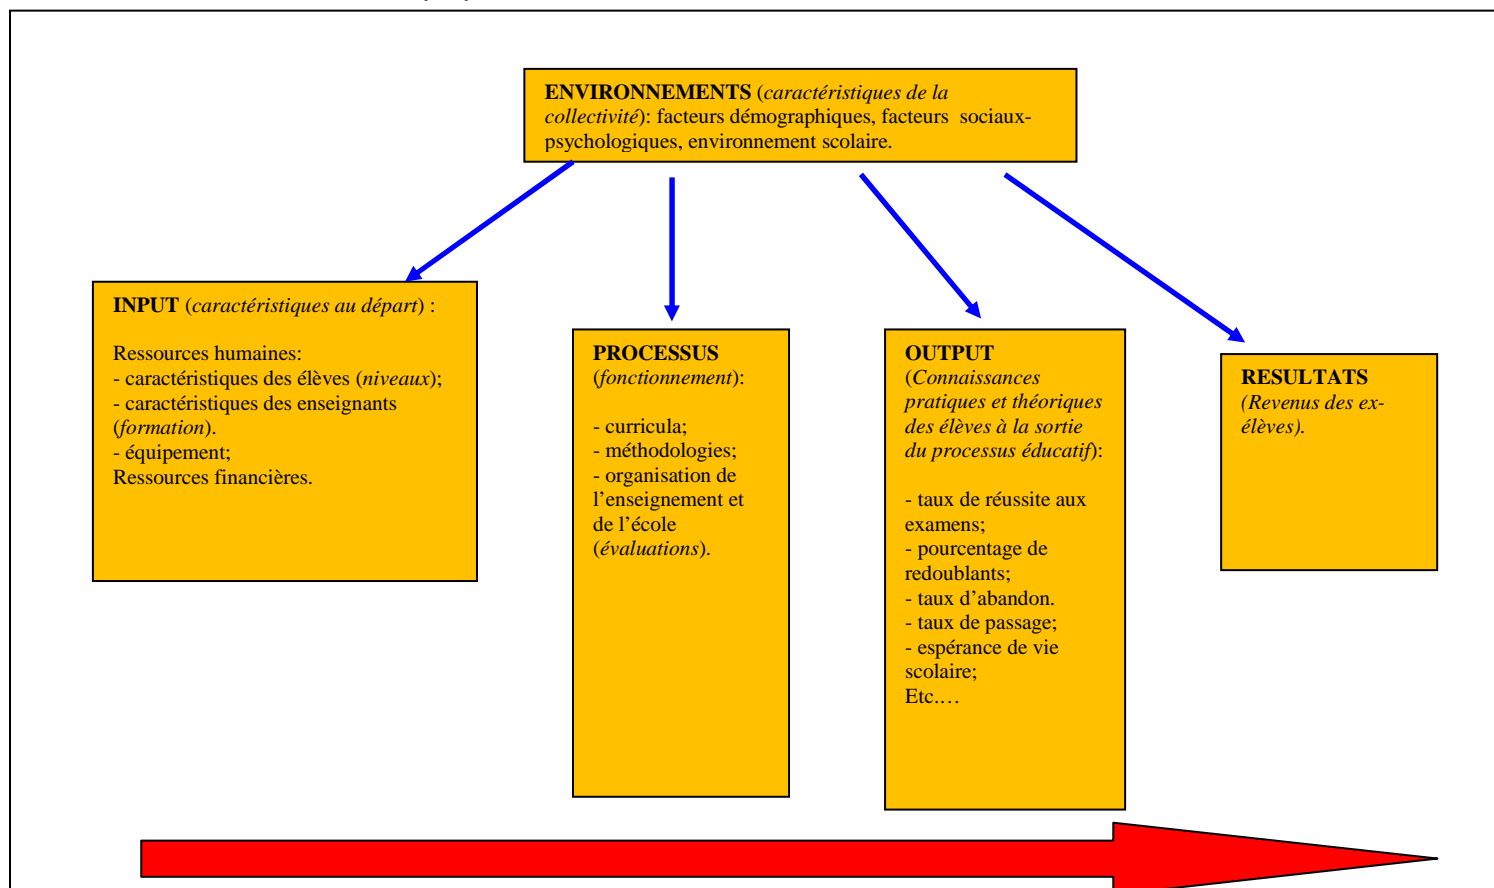 ENVIRONNEMENTS (caractéristiques de la
collectivité): facteurs démographiques, facteurs sociaux-
psychologiques, environnement scolaire.
INPUT (caractéristiques au départ) :
Ressources humaines:
- caractéristiques des élèves (niveaux);
- caractéristiques des enseignants
(formation).
- équipement;
Ressources financières.
PROCESSUS
(fonctionnement):
- curricula;
- méthodologies;
- organisation de
l’enseignement et
de l’école
(évaluations).
OUTPUT
(Connaissances
pratiques et théoriques
des élèves à la sortie
du processus éducatif):
- taux de réussite aux
examens;
- pourcentage de
redoublants;
- taux d’abandon.
- taux de passage;
- espérance de vie
scolaire;
Etc.…
RESULTATS
(Revenus des ex-
élèves).